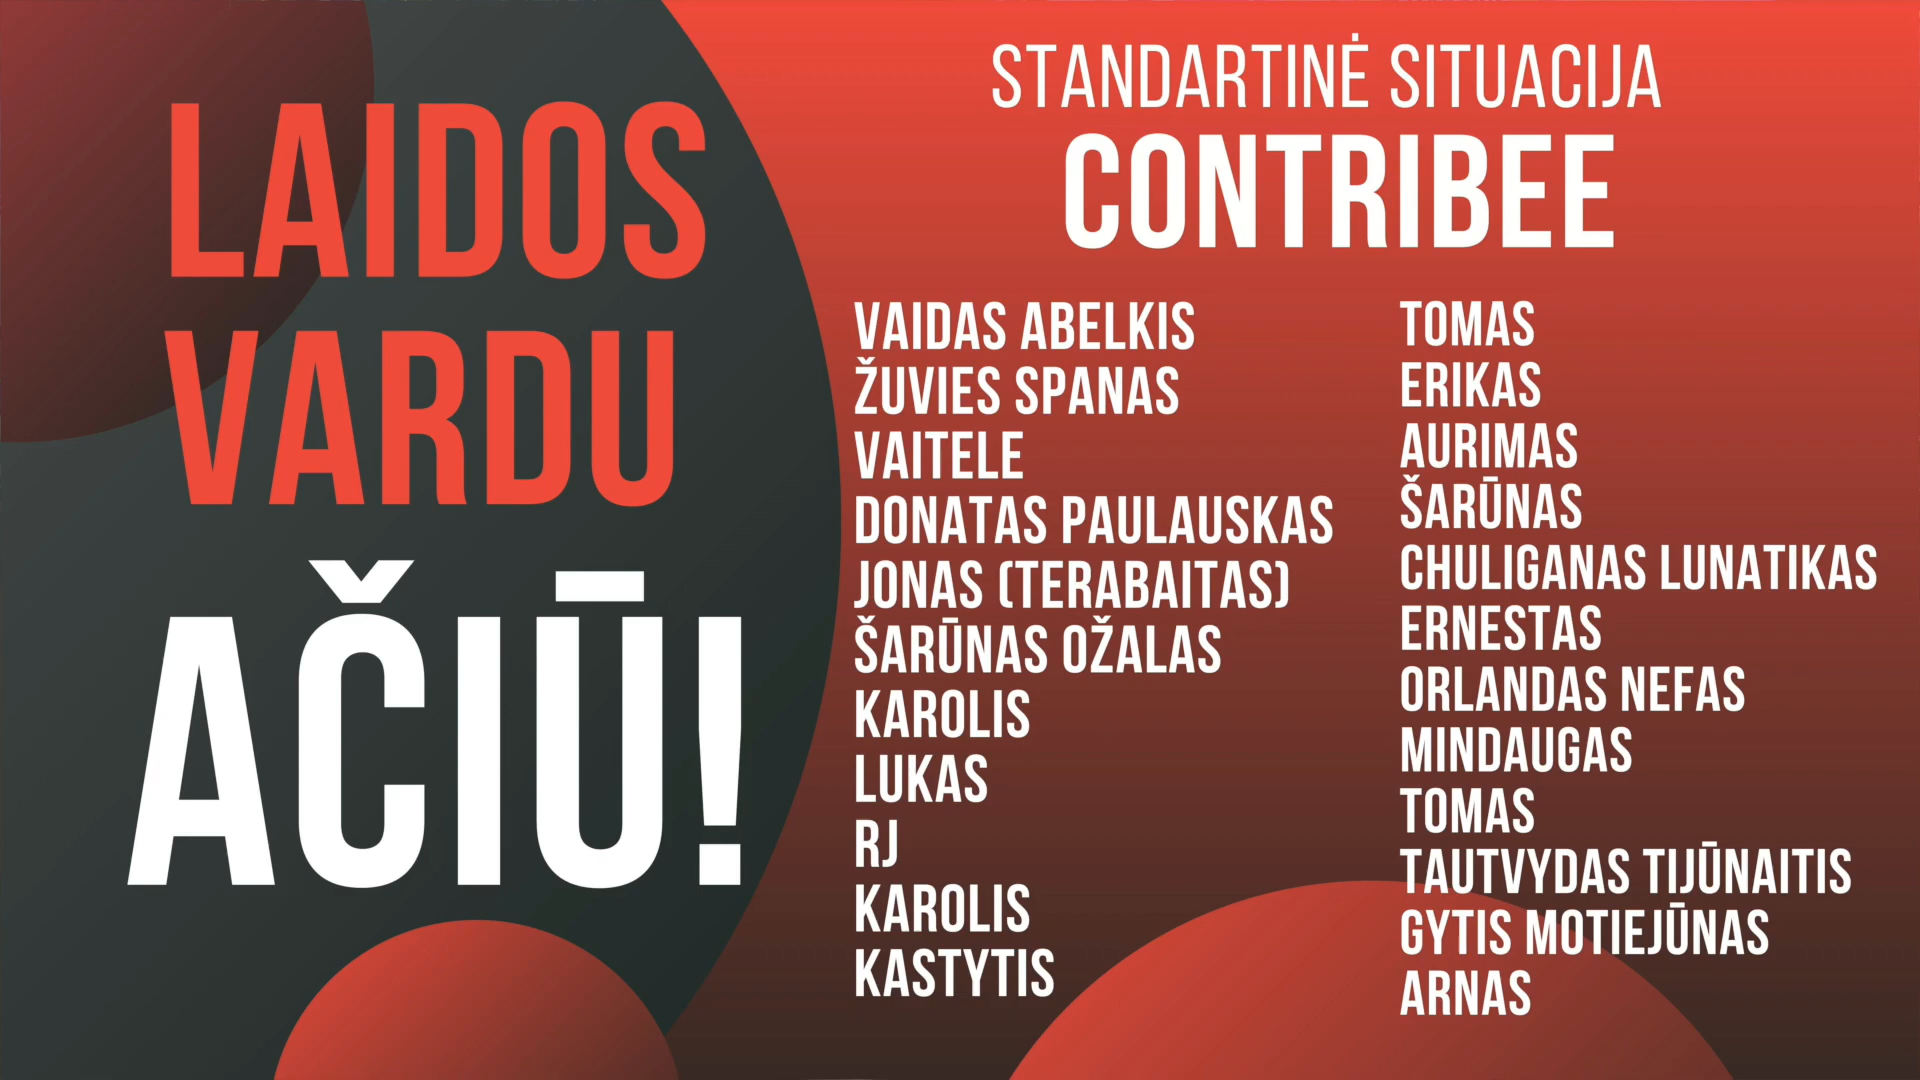 LAIDOS
VARDU
AČIŪ!
STANDARTINĖ SITUACIJA
CONTRIBEE
VAIDAS ABELKIS
ŽUVIES SPANAS
VAITELE
DONATAS PAULAUSKAS
JONAS (TERABAITAS)
ŠARŪNAS OŽALAS
KAROLIS
LUKAS
RJ
KAROLIS
KASTYTIS
TOMAS
ERIKAS
AURIMAS
ŠARŪNAS
CHULIGANAS LUNATIKAS
ERNESTAS
ORLANDAS NEFAS
MINDAUGAS
TOMAS
TAUTVYDAS TIJŪNAITIS
GYTIS MOTIEJŪNAS
ARNAS